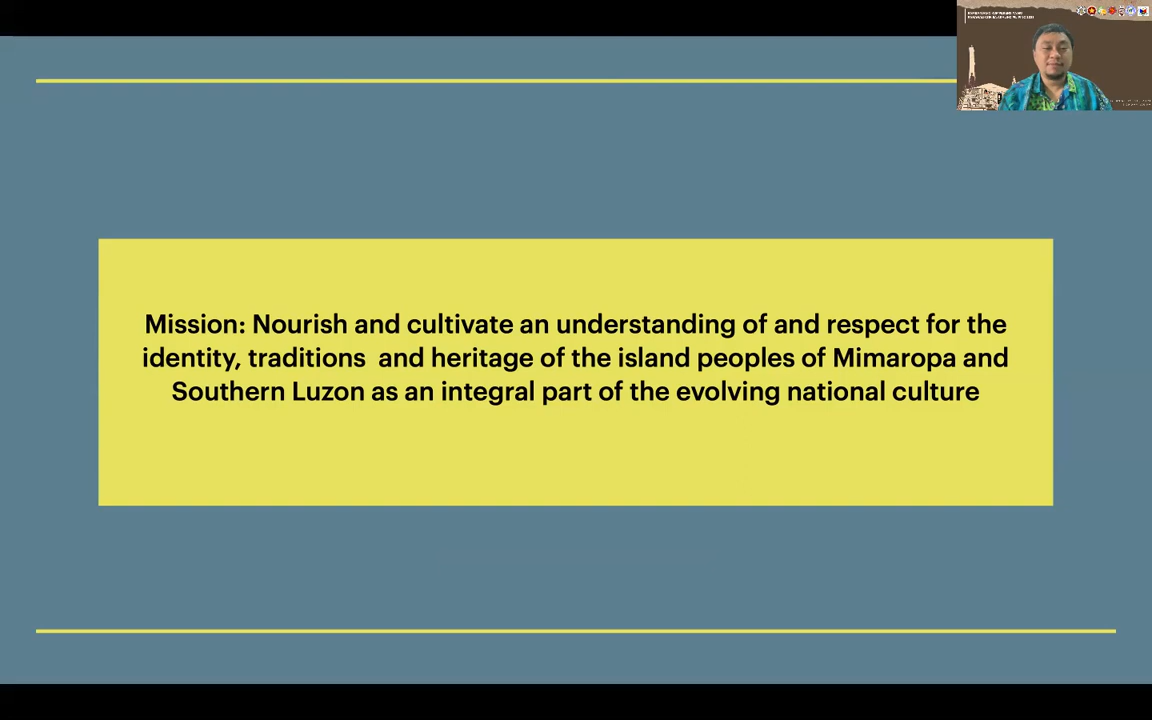 Mission: Nourish and cultivate an understanding of and respect for the
identity, traditions  and heritage of the island peoples of Mimaropa and
Southern Luzon as an integral part of the evolving national culture